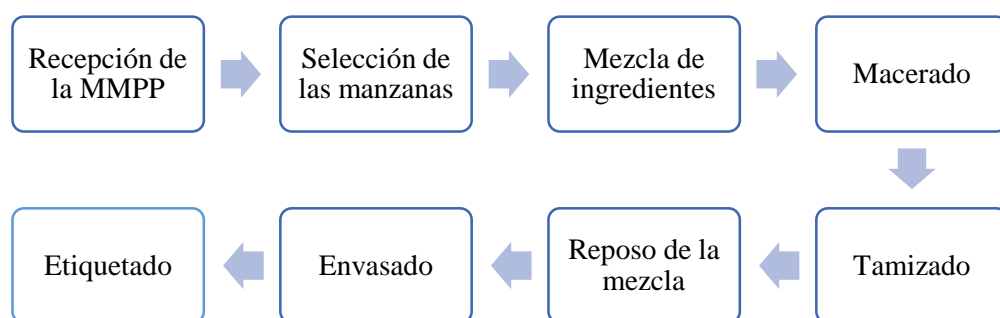 Recepción de
la MMPP
Selección de
las manzanas
Mezcla de
ingredientes
Macerado
Tamizado
Reposo de la
mezcla
Envasado
Etiquetado